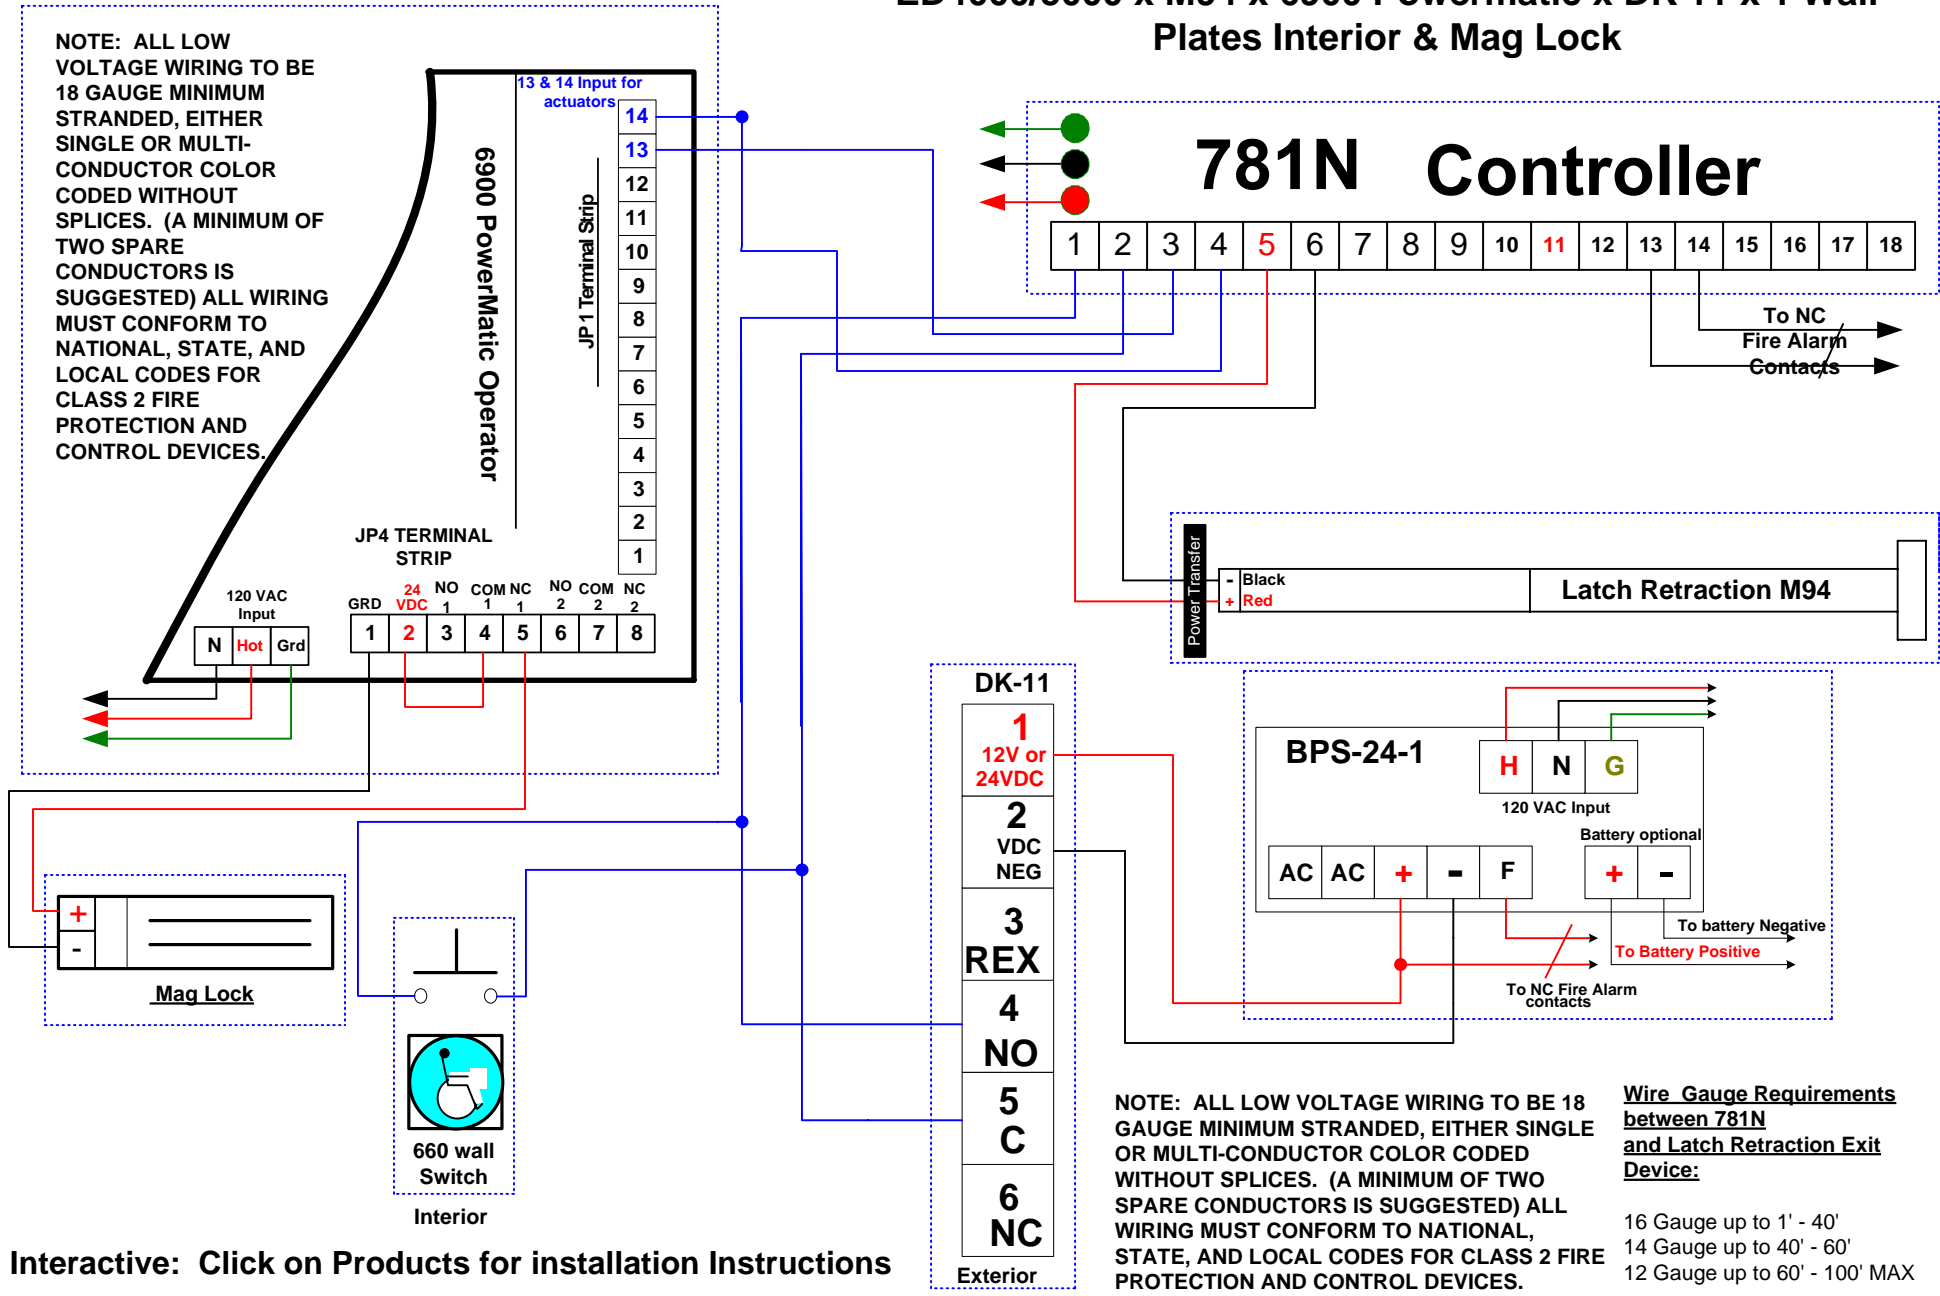 Plates Interior & Mag Lock
NOTE: ALL LOW
VOLTAGE WIRING TO BE
18 GAUGE MINIMUM
STRANDED, EITHER
SINGLE OR MULTI-
CONDUCTOR COLOR
CODED WITHOUT
SPLICES. (A MINIMUM OF
TWO SPARE
CONDUCTORS IS
SUGGESTED) ALL WIRING
MUST CONFORM TO
NATIONAL, STATE, AND
LOCAL CODES FOR
CLASS 2 FIRE
PROTECTION AND
CONTROL DEVICES.
13 & 14 Input for
actuators
14
13
12
11
10
9
8
7
6
5
4
3
2
1
JP1 Terminal Strip
6900 PowerMatic Operator
JP4 TERMINAL
STRIP
GRD 24 VDC NO 1 COM 1 NC 1 NO 2 COM 2 NC 2
1 2 3 4 5 6 7 8
120 VAC
Input
N Hot Grd
781N Controller
1 2 3 4 5 6 7 8 9 10 11 12 13 14 15 16 17 18
To NC
Fire Alarm
Contacts
Power Transfer
- Black
+ Red
Latch Retraction M94
DK-11
1
12V or
24VDC
2
VDC
NEG
3
REX
4
NO
5
C
6
NC
Exterior
BPS-24-1
H N G
120 VAC Input
Battery optional
AC AC + - F
+ -
To battery Negative
To Battery Positive
To NC Fire Alarm
contacts
+
-
Mag Lock
660 wall
Switch
Interior
NOTE: ALL LOW VOLTAGE WIRING TO BE 18
GAUGE MINIMUM STRANDED, EITHER SINGLE
OR MULTI-CONDUCTOR COLOR CODED
WITHOUT SPLICES. (A MINIMUM OF TWO
SPARE CONDUCTORS IS SUGGESTED) ALL
WIRING MUST CONFORM TO NATIONAL,
STATE, AND LOCAL CODES FOR CLASS 2 FIRE
PROTECTION AND CONTROL DEVICES.
Wire Gauge Requirements
between 781N
and Latch Retraction Exit
Device:
16 Gauge up to 1' - 40'
14 Gauge up to 40' - 60'
12 Gauge up to 60' - 100' MAX
Interactive: Click on Products for installation Instructions